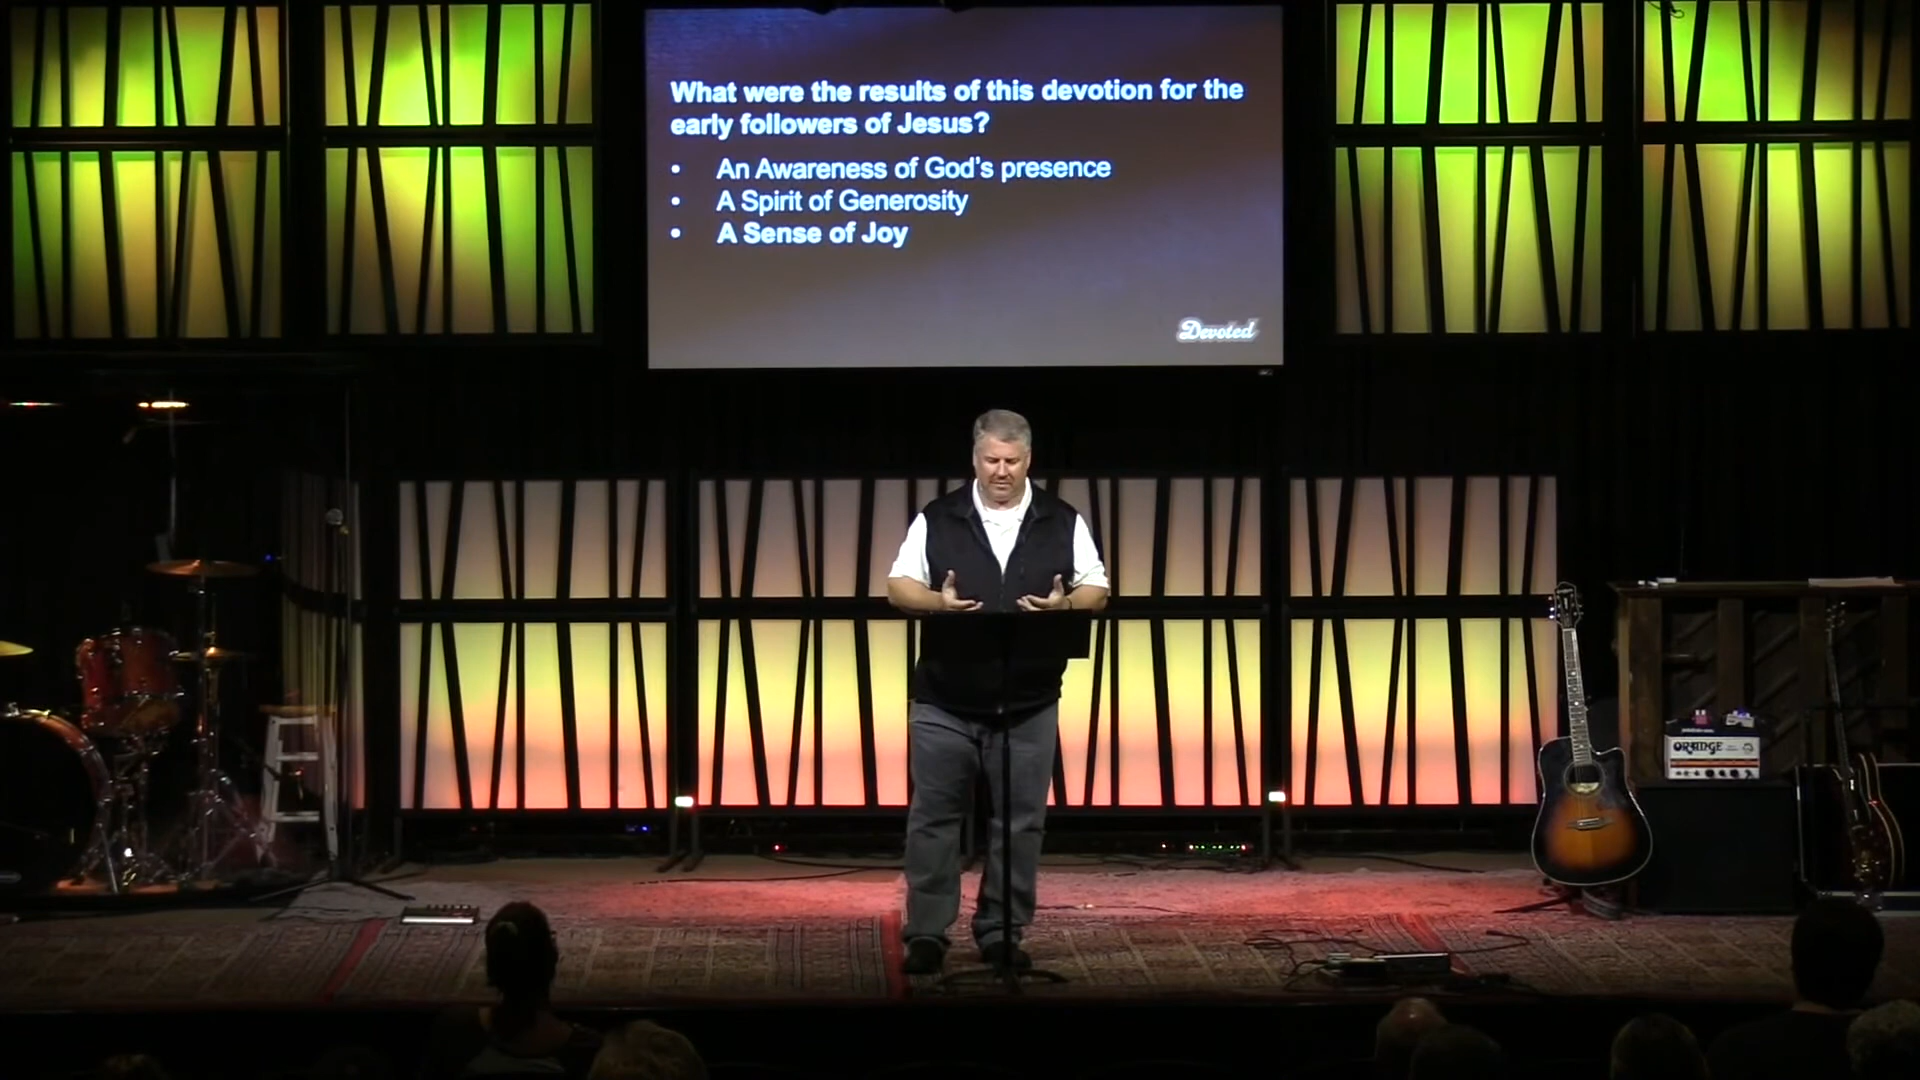 What were the results of this devotion for the
early followers of Jesus?
• An Awareness of God's presence
• A Spirit of Generosity
• A Sense of Joy
Devoted
ORANGE